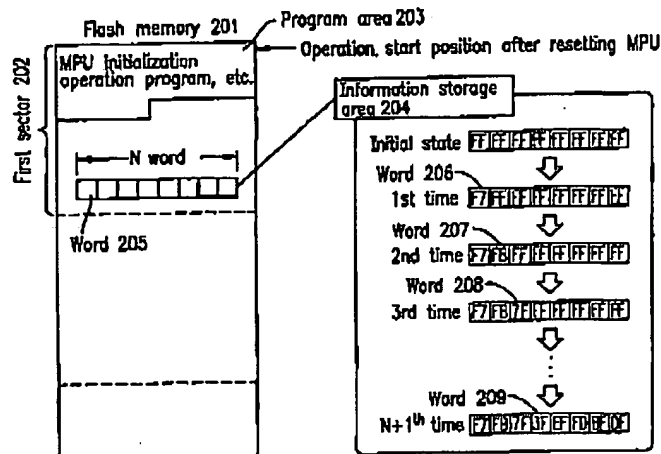 Flash memory 201
Program area 203
Operation, start position after resetting MPU
First sector 202
MPU Initialization
operation program, etc.
Information storage
area 204
N word
Word 205
Initial state FF FF FF FF FF FF FF FF
Word 206
1st time F7 FF FF FF FF FF FF FF
Word 207
2nd time F7 FB FF FF FF FF FF FF
Word 208
3rd time F7 FB 7F FF FF FF FF FF
Word 209
N+1th time F7 FB 7F EF FD